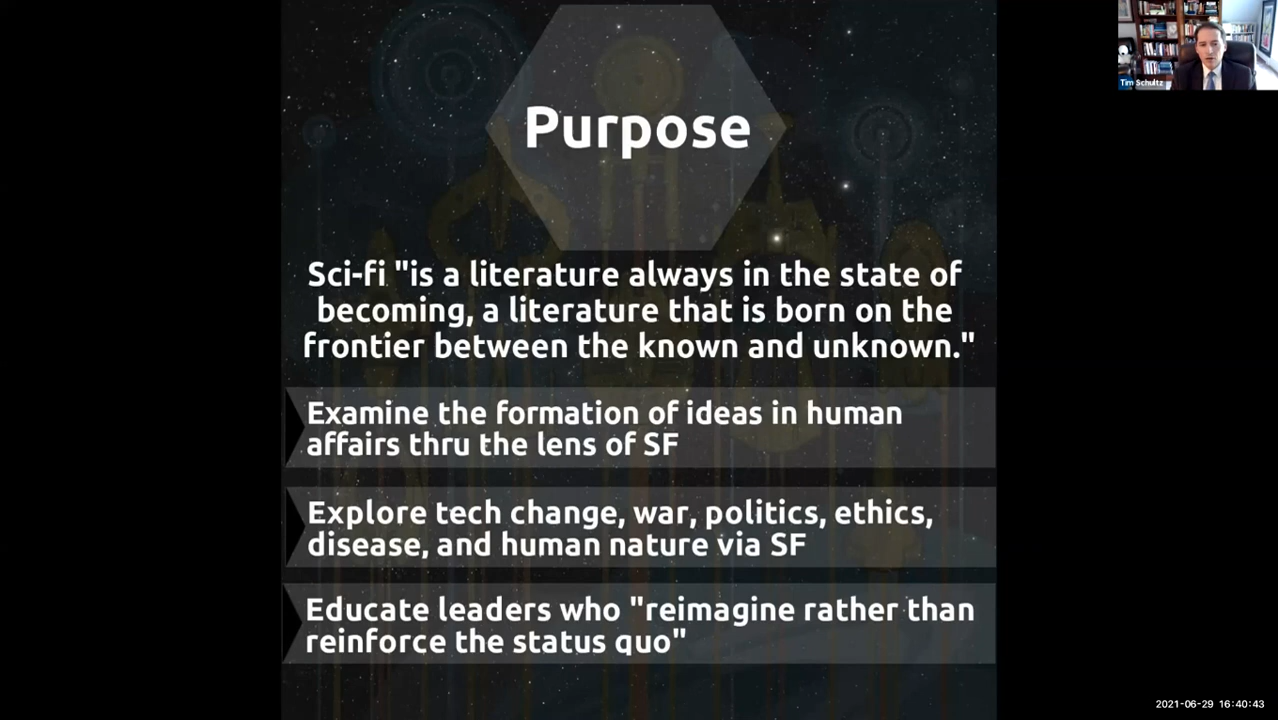 Purpose
Sci-fi "is a literature always in the state of
becoming, a literature that is born on the
frontier between the known and unknown."
Examine the formation of ideas in human
affairs thru the lens of SF
Explore tech change, war, politics, ethics,
disease, and human nature via SF
Educate leaders who "reimagine rather than
reinforce the status quo"
Tim Schultz
2021-06-29 16:40:43